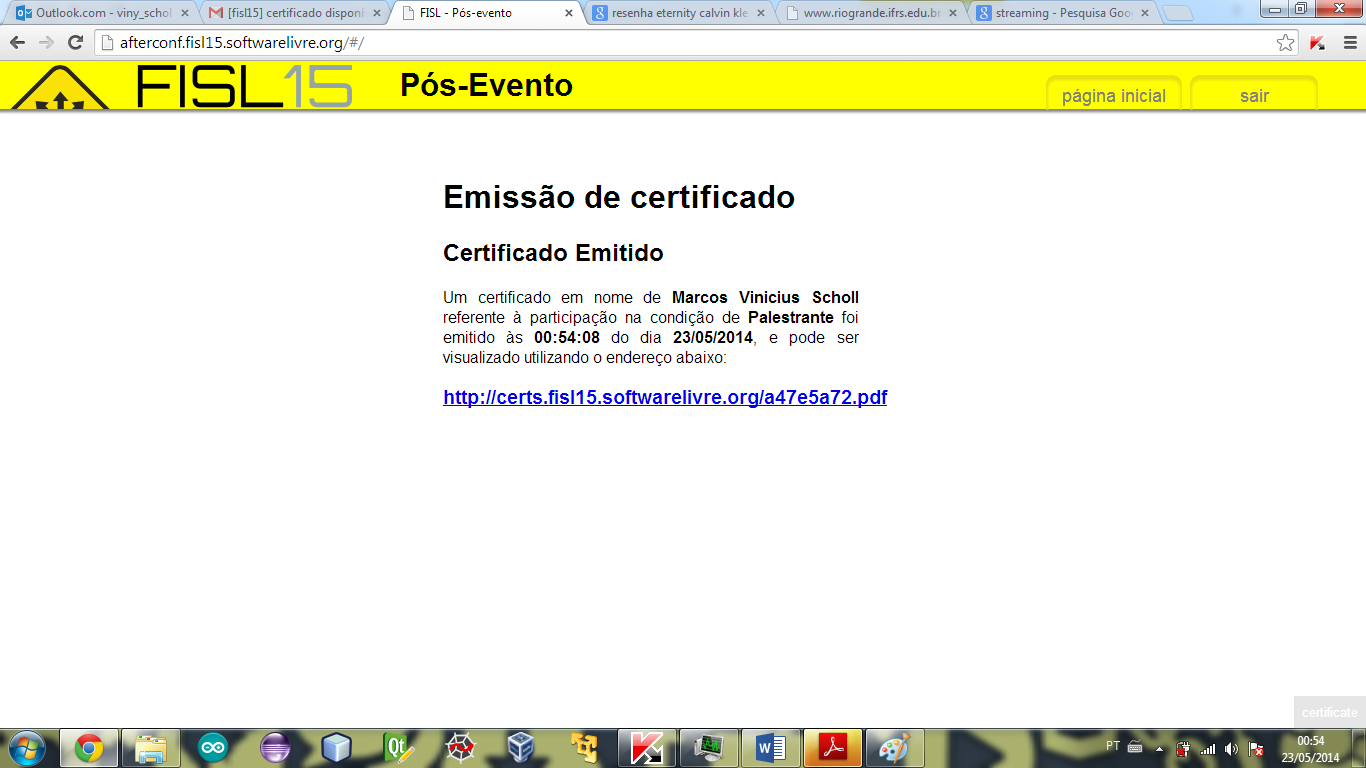 Outlook.com - viny_schol
[fisl15] certificado disponí
FISL - Pós-evento
resenha eternity calvin kle
www.riogrande.ifrs.edu.br
streaming - Pesquisa Goo
afterconf.fisl15.softwarelivre.org/#/
FISL15
Pós-Evento
página inicial
sair
Emissão de certificado
Certificado Emitido
Um certificado em nome de Marcos Vinicius Scholl
referente à participação na condição de Palestrante foi
emitido às 00:54:08 do dia 23/05/2014, e pode ser
visualizado utilizando o endereço abaixo:
http://certs.fisl15.softwarelivre.org/a47e5a72.pdf
certificate
Qt
PT
00:54
23/05/2014